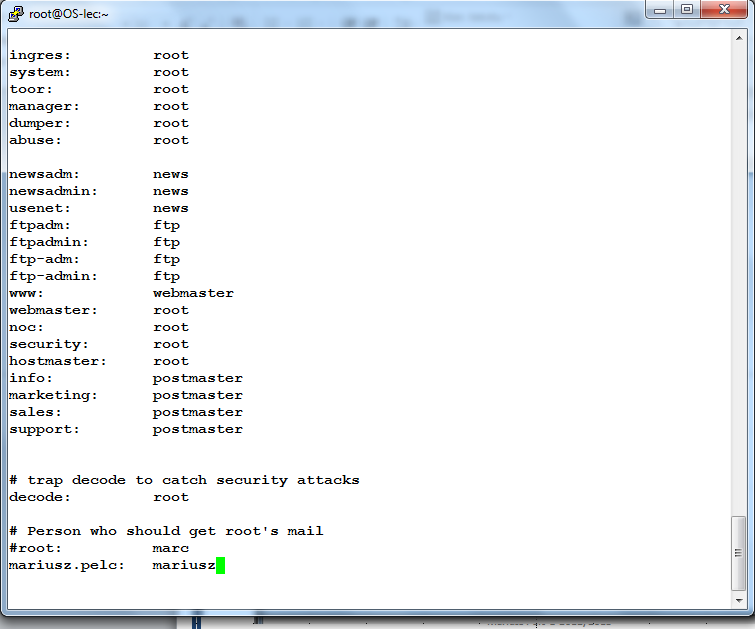 root@OS-lec:~
ingres: root
system: root
toor: root
manager: root
dumper: root
abuse: root
newsadm: news
newsadmin: news
usenet: news
ftpadm: ftp
ftpadmin: ftp
ftp-adm: ftp
ftp-admin: ftp
www: webmaster
webmaster: root
noc: root
security: root
hostmaster: root
info: postmaster
marketing: postmaster
sales: postmaster
support: postmaster
# trap decode to catch security attacks
decode: root
# Person who should get root's mail
#root: marc
mariusz.pelc: mariusz